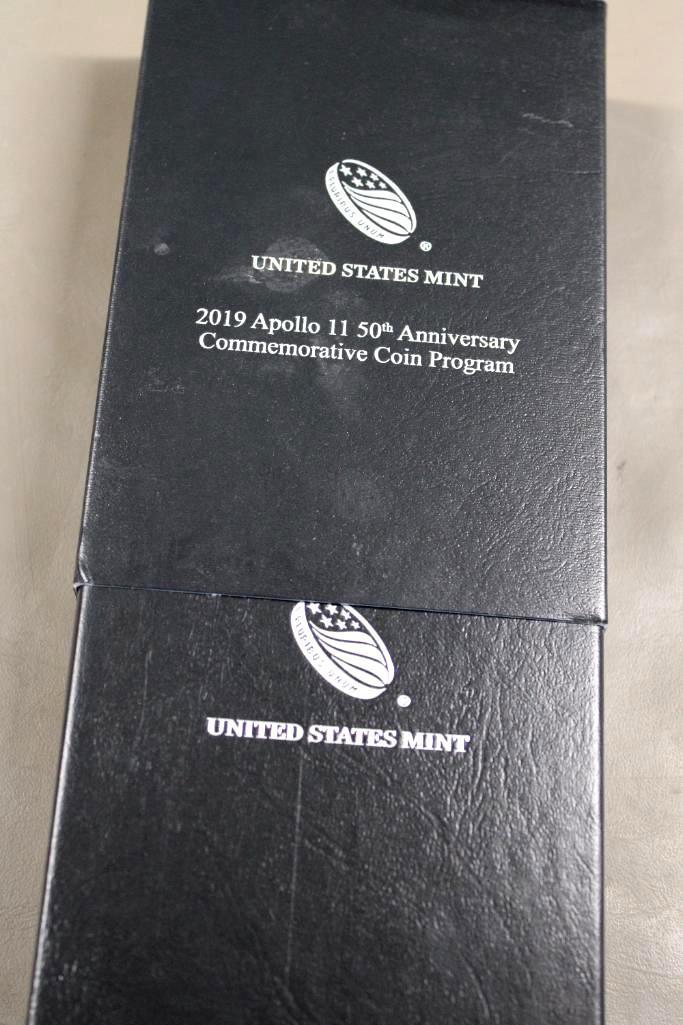 E PLURIBUS UNUM
®
UNITED STATES MINT
2019 Apollo 11 50th Anniversary
Commemorative Coin Program
PLURIBUS UNUM
UNITED STATES MINT